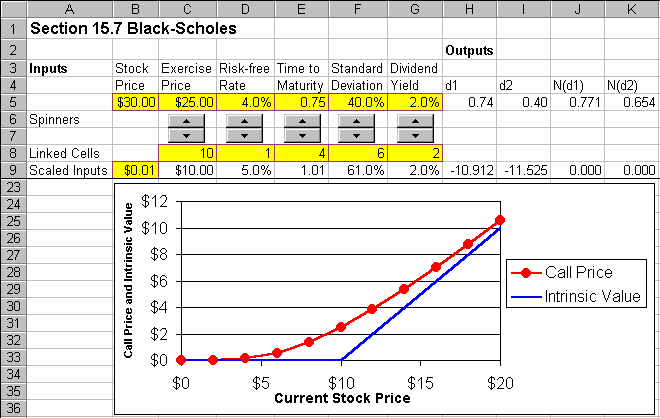 A B C D E F G H I J K
1 Section 15.7 Black-Scholes
2 Outputs
3 Inputs Stock Exercise Risk-free Time to Standard Dividend
4 Price Price Rate Maturity Deviation Yield d1 d2 N(d1) N(d2)
5 $30.00 $25.00 4.0% 0.75 40.0% 2.0% 0.74 0.40 0.771 0.654
6 Spinners
7
8 Linked Cells 10 1 4 6 2
9 Scaled Inputs $0.01 $10.00 5.0% 1.01 61.0% 2.0% -10.912 -11.525 0.000 0.000
23
24 $12
25 $10
26
27 $8
28
29 $6
30
31 $4
32 $2
33 $0
34
35
36
Call Price and Intrinsic Value
$0 $5 $10 $15 $20
Current Stock Price
Call Price
Intrinsic Value